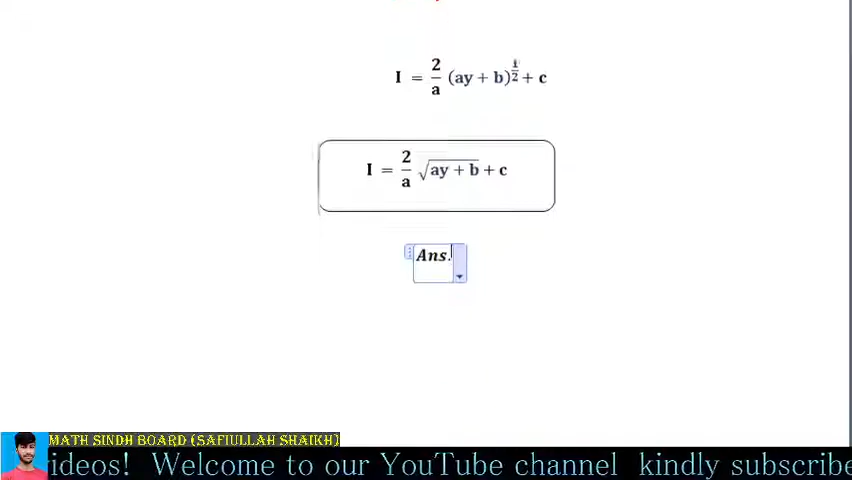 I = 2/a (ay + b)^(1/2) + c
I = 2/a √(ay + b) + c
Ans.
MATH SINDH BOARD (SAFIULLAH SHAIKH)
ideos! Welcome to our YouTube channel kindly subscribe